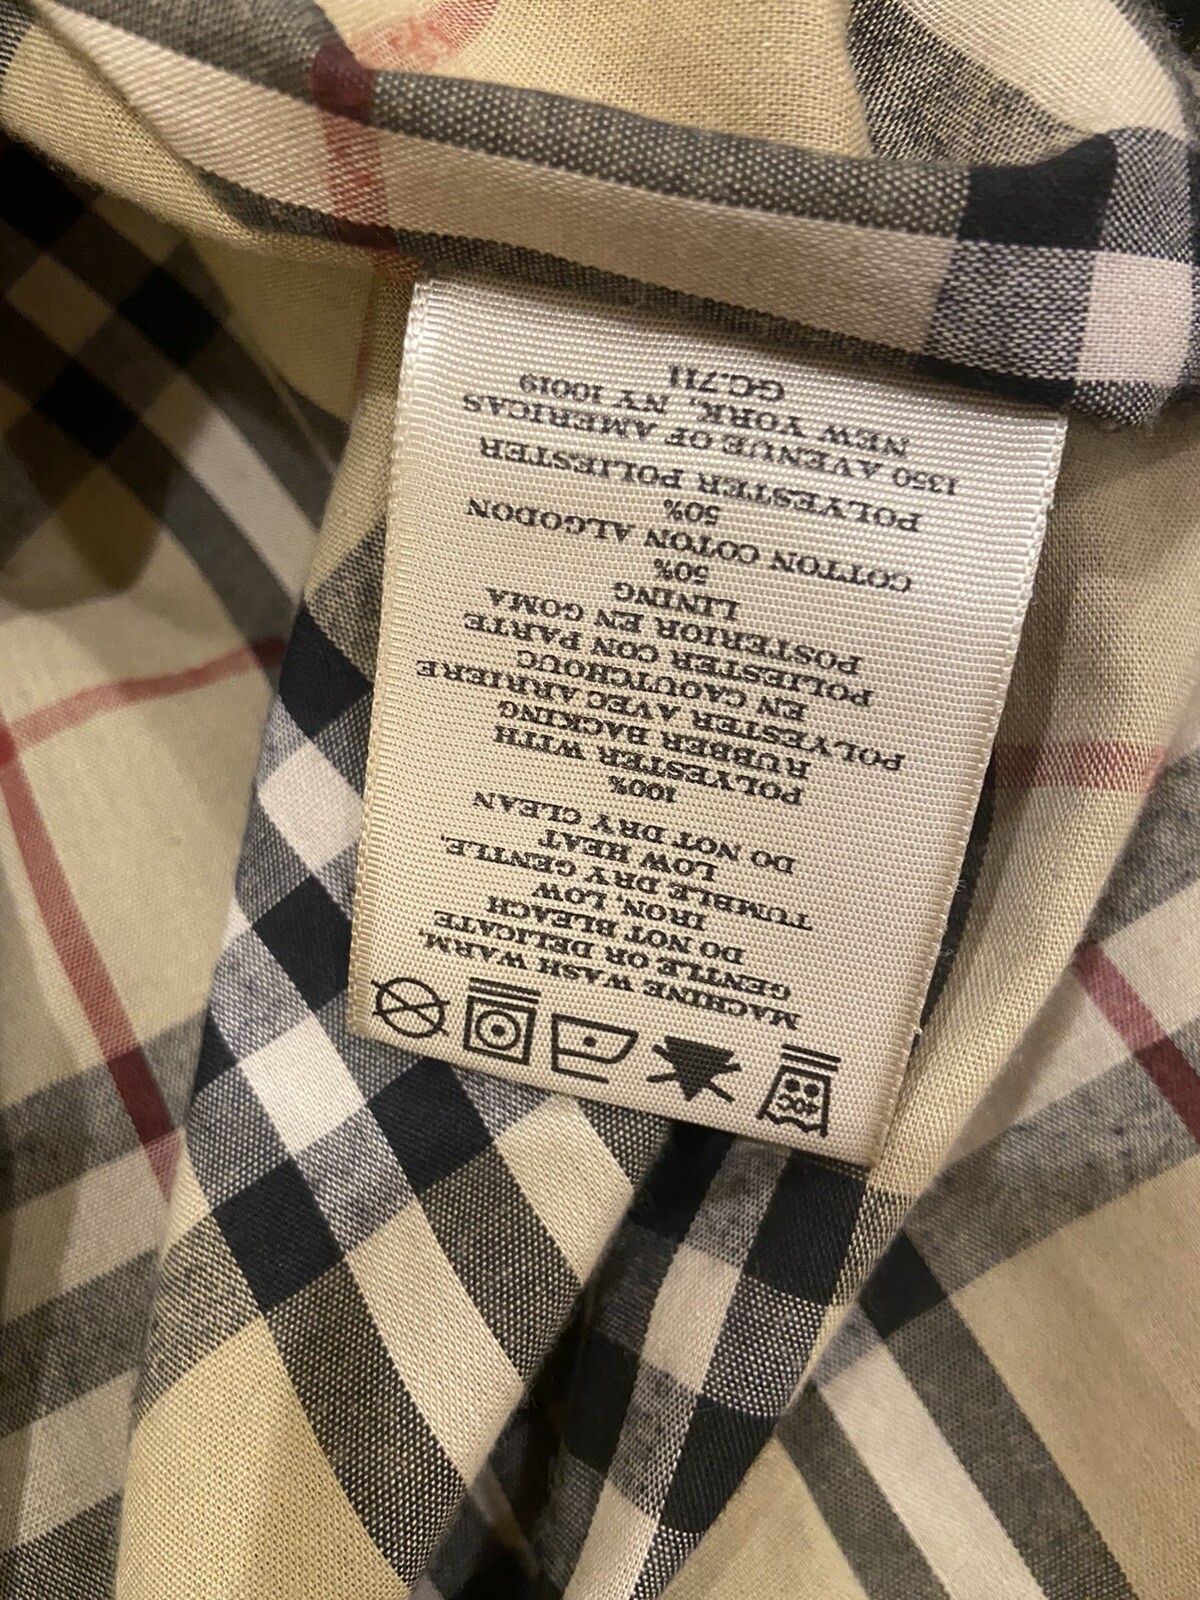 30F
MACHINE WASH WARM,
GENTLE OR DELICATE
DO NOT BLEACH
IRON, LOW
TUMBLE DRY GENTLE,
LOW HEAT
DO NOT DRY CLEAN
100%
POLYESTER WITH
RUBBER BACKING
POLYESTER AVEC ARRIERE
EN CAOUTCHOUC
POLIESTER CON PARTE
POSTERIOR EN GOMA
LINING
50%
COTTON COTON ALGODON
50%
POLYESTER POLIESTER
1350 AVENUE OF AMERICAS
NEW YORK, NY 10019
GC.711